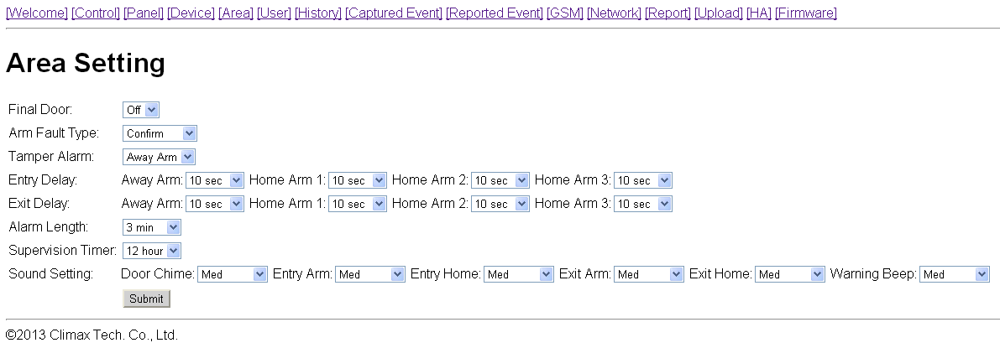 [Welcome] [Control] [Panel] [Device] [Area] [User] [History] [Captured Event] [Reported Event] [GSM] [Network] [Report] [Upload] [HA] [Firmware]
Area Setting
Final Door: Off
Arm Fault Type: Confirm
Tamper Alarm: Away Arm
Entry Delay: Away Arm: 10 sec Home Arm 1: 10 sec Home Arm 2: 10 sec Home Arm 3: 10 sec
Exit Delay: Away Arm: 10 sec Home Arm 1: 10 sec Home Arm 2: 10 sec Home Arm 3: 10 sec
Alarm Length: 3 min
Supervision Timer: 12 hour
Sound Setting: Door Chime: Med Entry Arm: Med Entry Home: Med Exit Arm: Med Exit Home: Med Warning Beep: Med
Submit
©2013 Climax Tech. Co., Ltd.